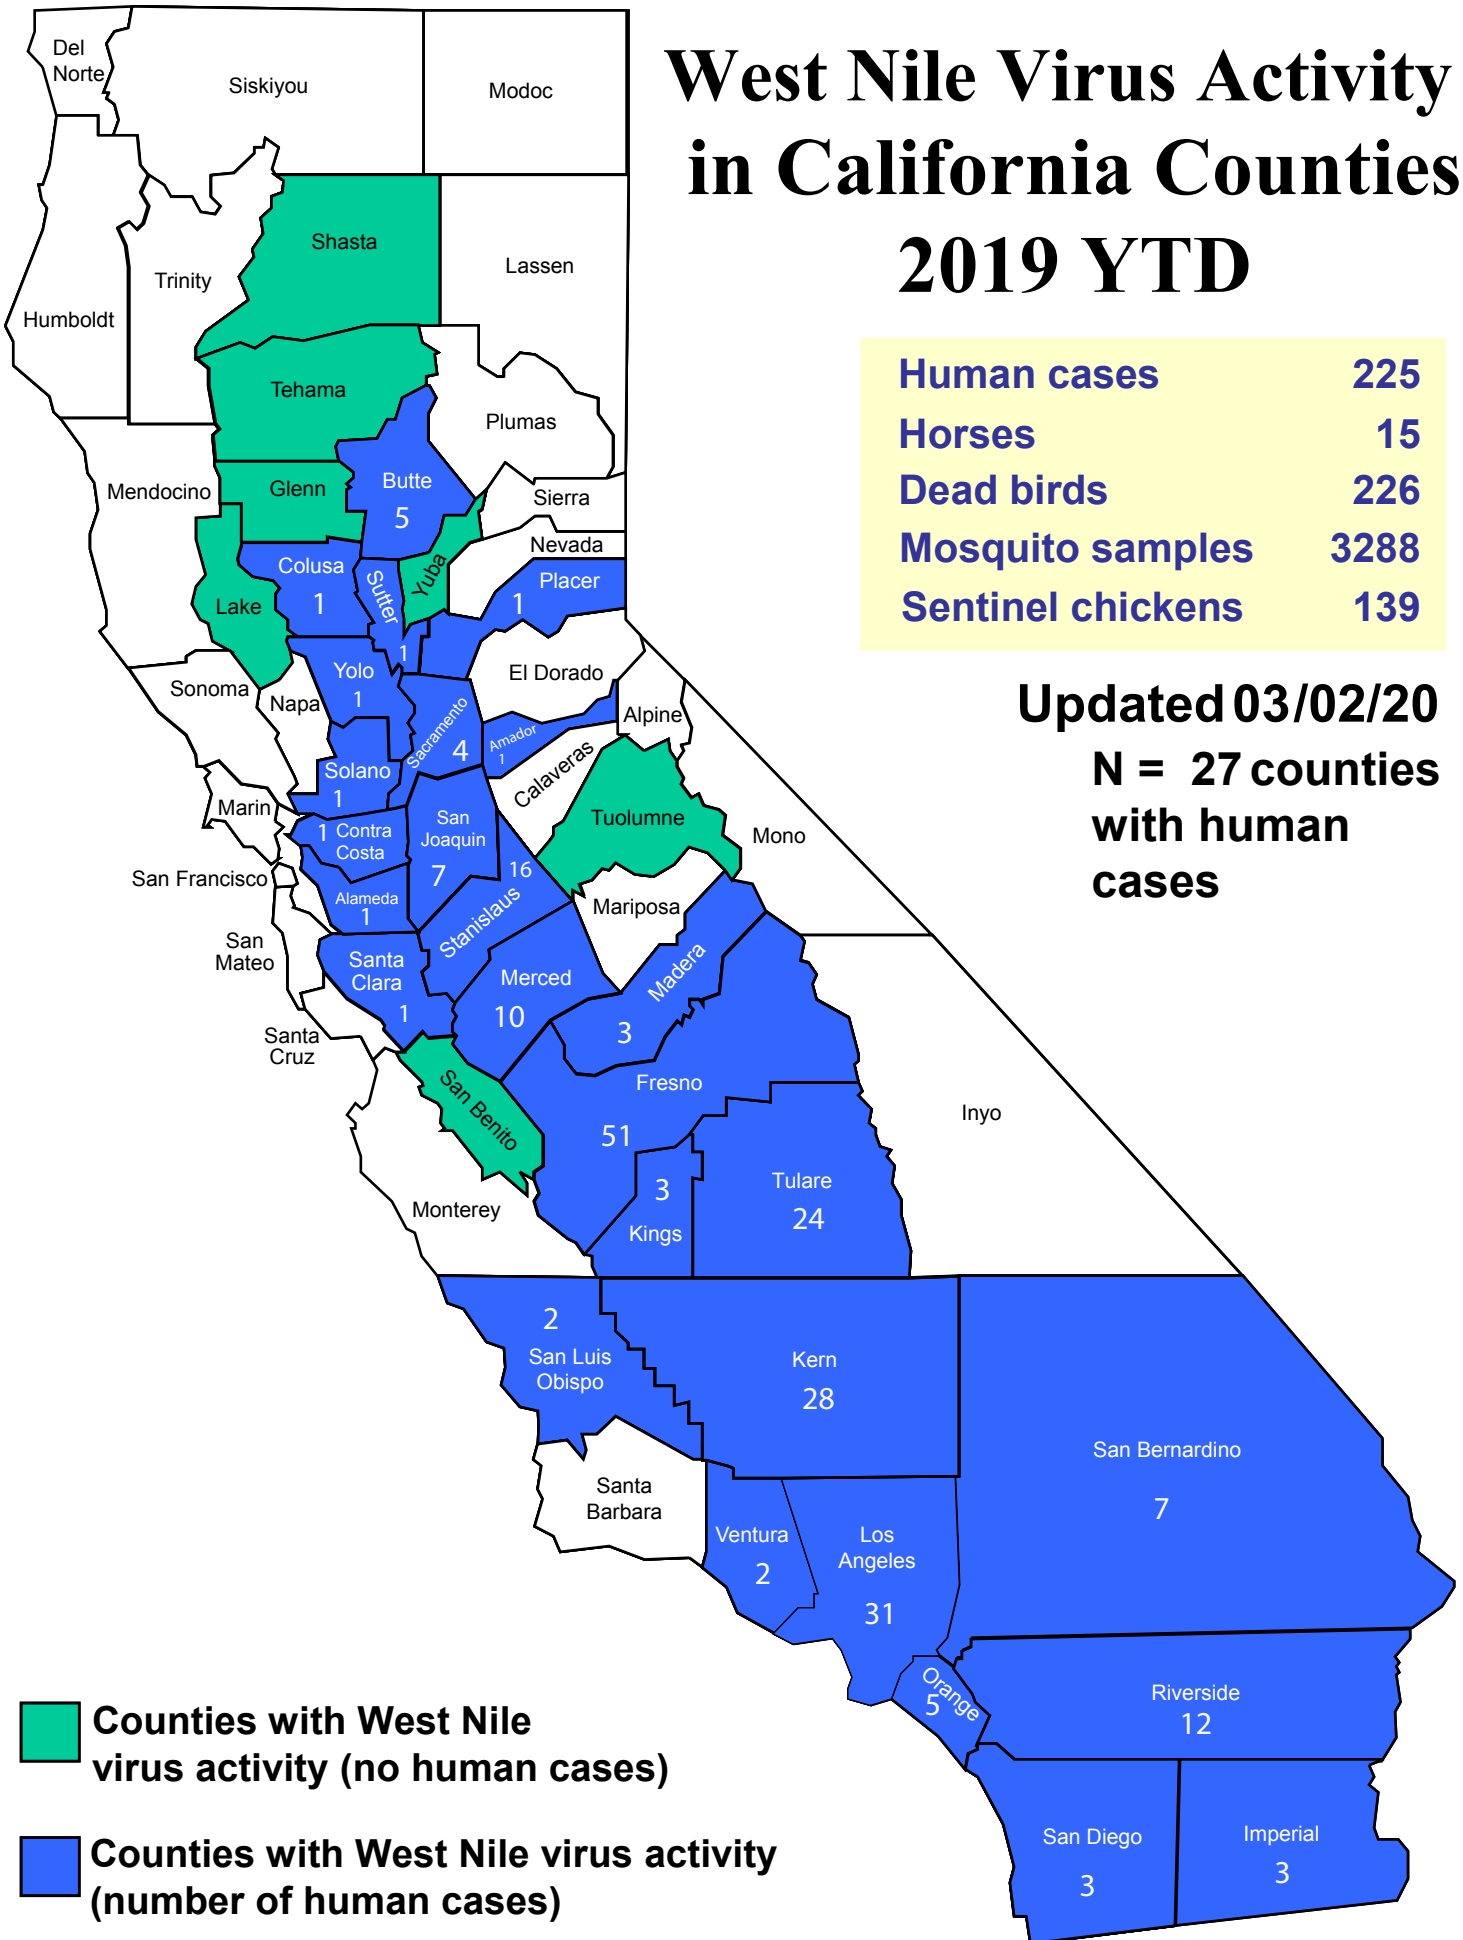 West Nile Virus Activity
in California Counties
2019 YTD
Human cases 225
Horses 15
Dead birds 226
Mosquito samples 3288
Sentinel chickens 139
Updated 03/02/20
N = 27 counties
with human
cases
Del
Norte
Siskiyou
Modoc
Shasta
Lassen
Trinity
Humboldt
Tehama
Plumas
Mendocino
Glenn
Butte
5
Sierra
Nevada
Colusa
1
Sutter
1
Yuba
Placer
1
Lake
Yolo
1
El Dorado
Sonoma
Napa
Sacramento
4
Amador
1
Alpine
Solano
1
Calaveras
Marin
1 Contra
Costa
San
Joaquin
7
Tuolumne
Mono
San Francisco
Alameda
1
16
Stanislaus
Mariposa
San
Mateo
Santa
Clara
1
Merced
10
Madera
3
Santa
Cruz
San Benito
Fresno
51
Inyo
Monterey
3
Kings
Tulare
24
2
San Luis
Obispo
Kern
28
San Bernardino
7
Santa
Barbara
Ventura
2
Los
Angeles
31
Orange
5
Riverside
12
San Diego
3
Imperial
3
Counties with West Nile
virus activity (no human cases)
Counties with West Nile virus activity
(number of human cases)